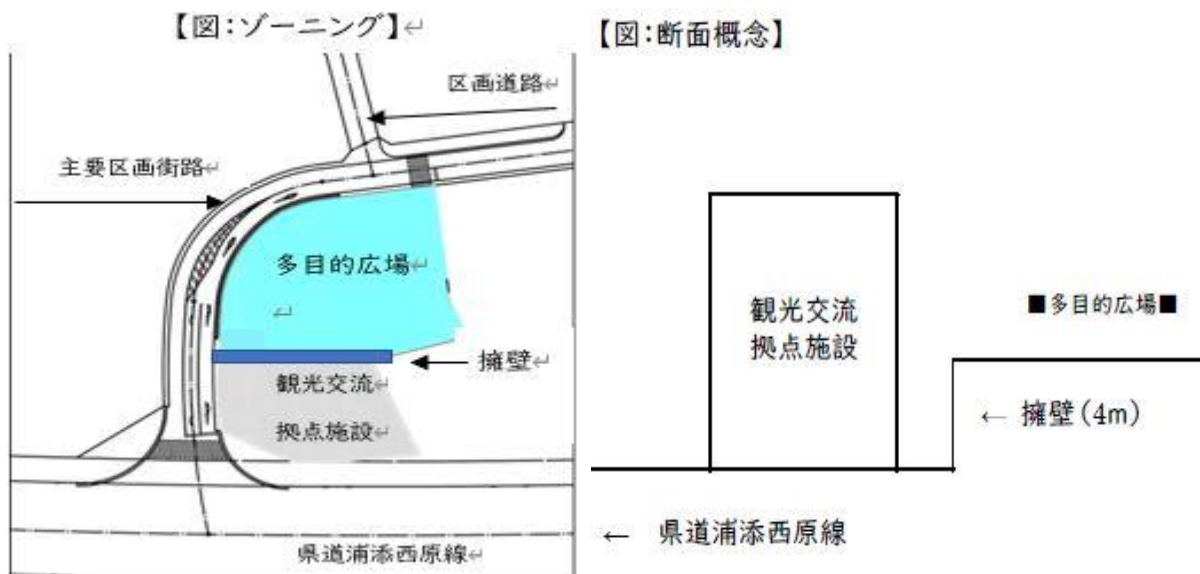 【図:ゾーニング】↵
区画道路↵
主要区画街路↵
多目的広場↵
↵
擁壁↵
観光交流↵
拠点施設↵
県道浦添西原線↵
【図:断面概念】
観光交流
拠点施設
■多目的広場■
← 擁壁(4m)
← 県道浦添西原線